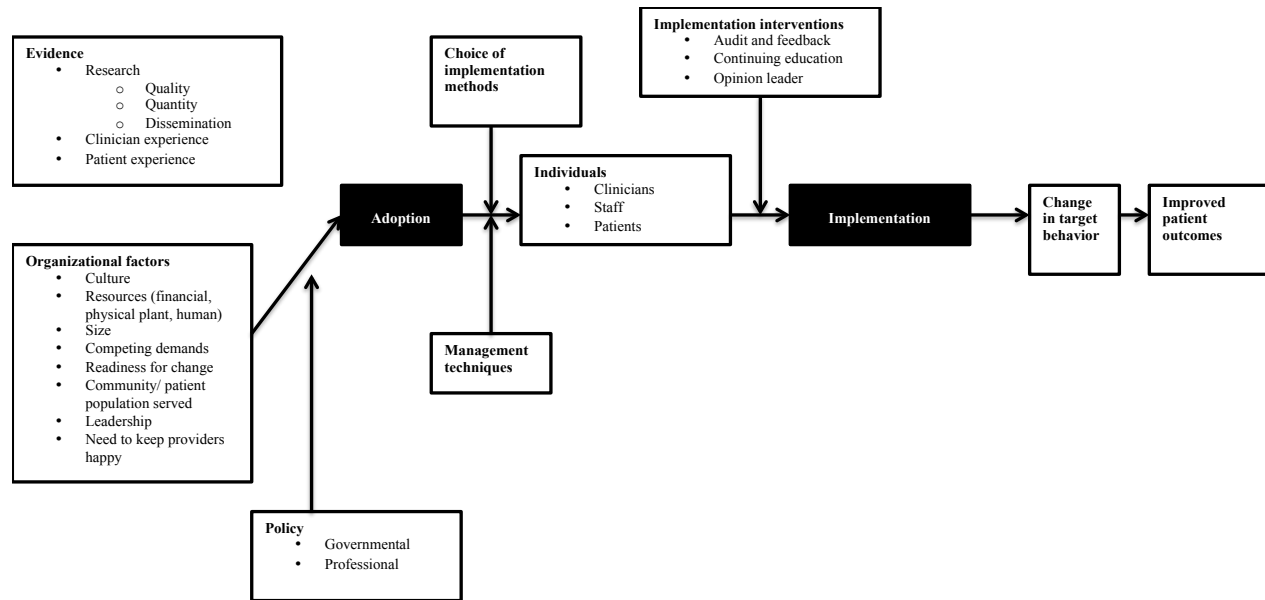 Evidence
• Research
o Quality
o Quantity
o Dissemination
• Clinician experience
• Patient experience
Organizational factors
• Culture
• Resources (financial,
physical plant, human)
• Size
• Competing demands
• Readiness for change
• Community/ patient
population served
• Leadership
• Need to keep providers
happy
Policy
• Governmental
• Professional
Adoption
Choice of
implementation
methods
Management
techniques
Individuals
• Clinicians
• Staff
• Patients
Implementation interventions
• Audit and feedback
• Continuing education
• Opinion leader
Implementation
Change
in target
behavior
Improved
patient
outcomes